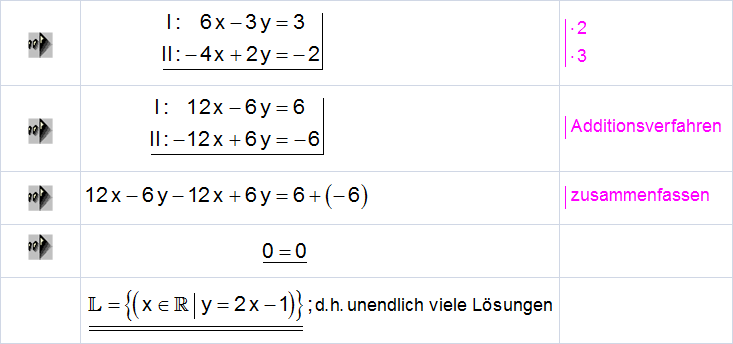 I: 6x − 3y = 3
II: −4x + 2y = −2
· 2
· 3
I: 12x − 6y = 6
II: −12x + 6y = −6
Additionsverfahren
12x − 6y − 12x + 6y = 6 + (−6)
zusammenfassen
0 = 0
𝕃 = {(x ∈ ℝ | y = 2x − 1)} ; d.h. unendlich viele Lösungen